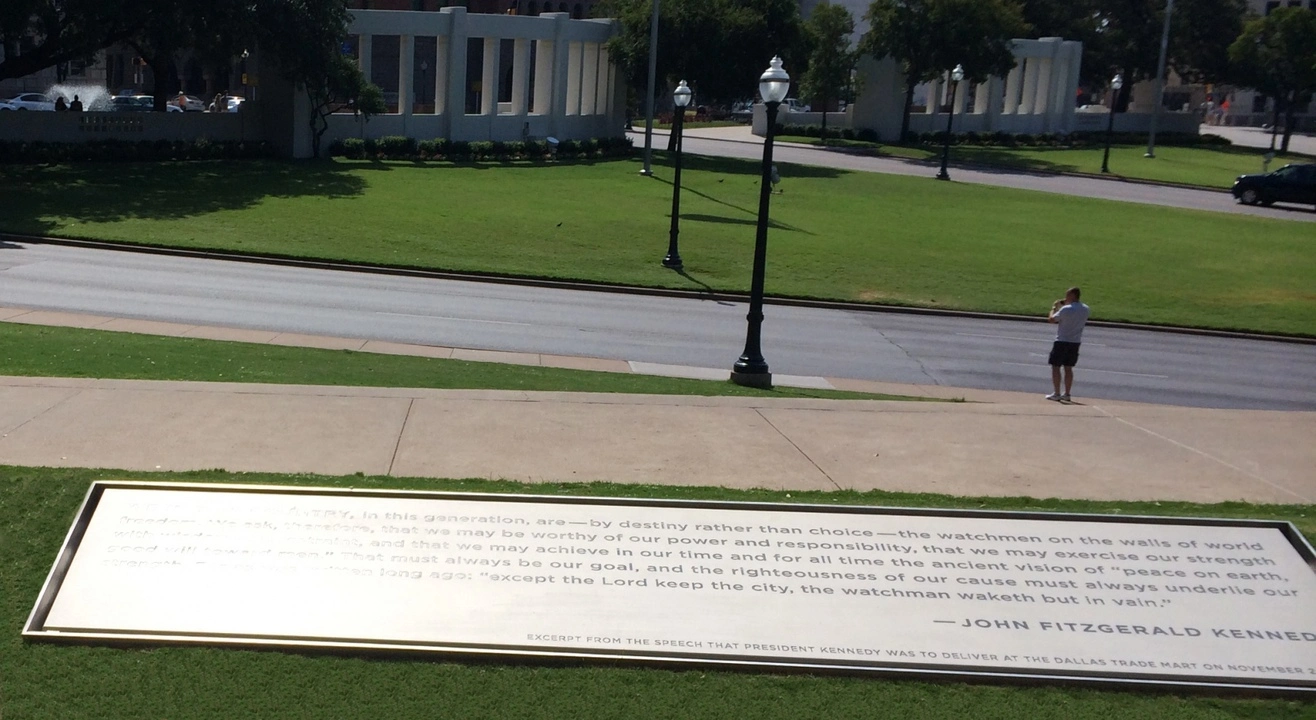 in this generation, are—by destiny rather than choice—the watchmen on the walls of world
freedom. We ask, therefore, that we may be worthy of our power and responsibility, that we may exercise our strength
and that we may achieve in our time and for all time the ancient vision of “peace on earth,
good will toward men.” That must always be our goal, and the righteousness of our cause must always underlie our
long ago: “except the Lord keep the city, the watchman waketh but in vain.”
—JOHN FITZGERALD KENNED
EXCERPT FROM THE SPEECH THAT PRESIDENT KENNEDY WAS TO DELIVER AT THE DALLAS TRADE MART ON NOVEMBER 2